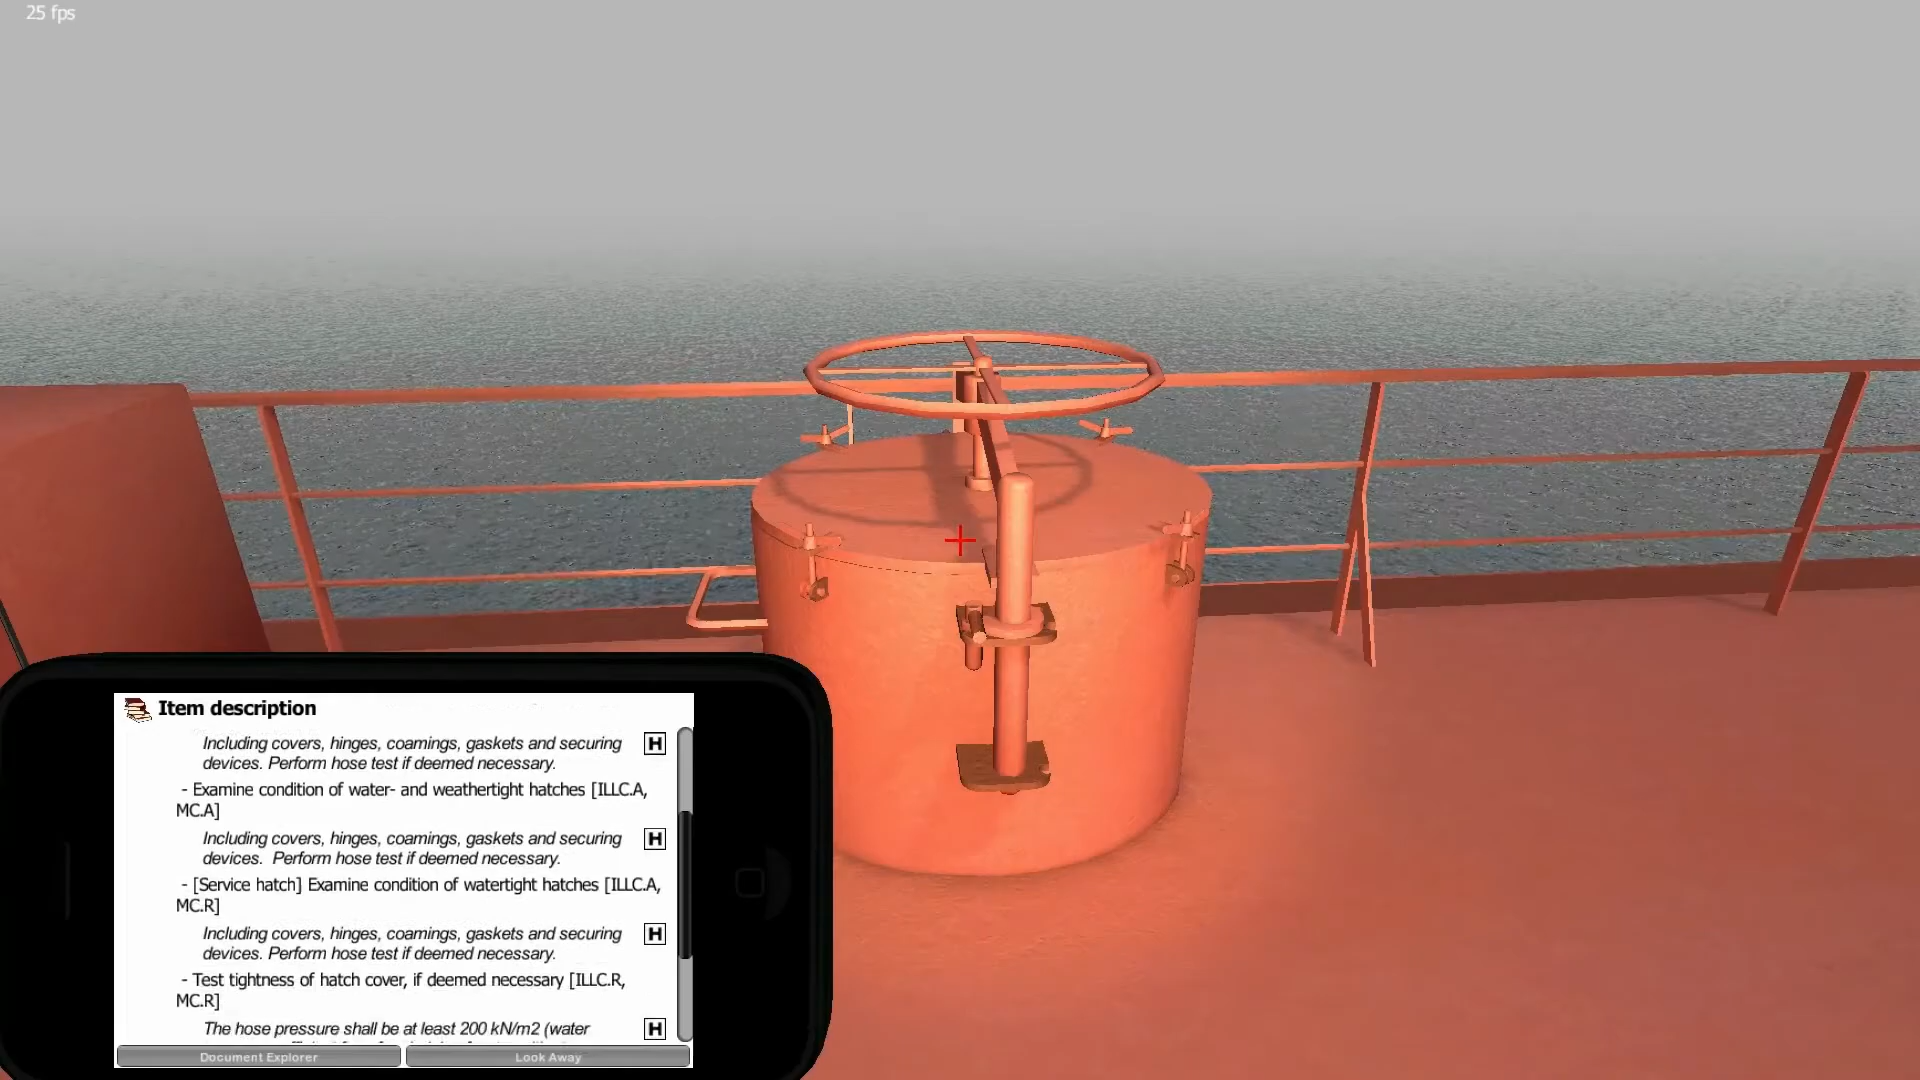 25 fps
Item description
Including covers, hinges, coamings, gaskets and securing
devices. Perform hose test if deemed necessary.
H
- Examine condition of water- and weathertight hatches [ILLC.A,
MC.A]
Including covers, hinges, coamings, gaskets and securing
devices. Perform hose test if deemed necessary.
H
- [Service hatch] Examine condition of watertight hatches [ILLC.A,
MC.R]
Including covers, hinges, coamings, gaskets and securing
devices. Perform hose test if deemed necessary.
H
- Test tightness of hatch cover, if deemed necessary [ILLC.R,
MC.R]
The hose pressure shall be at least 200 kN/m2 (water
H
Document Explorer
Look Away